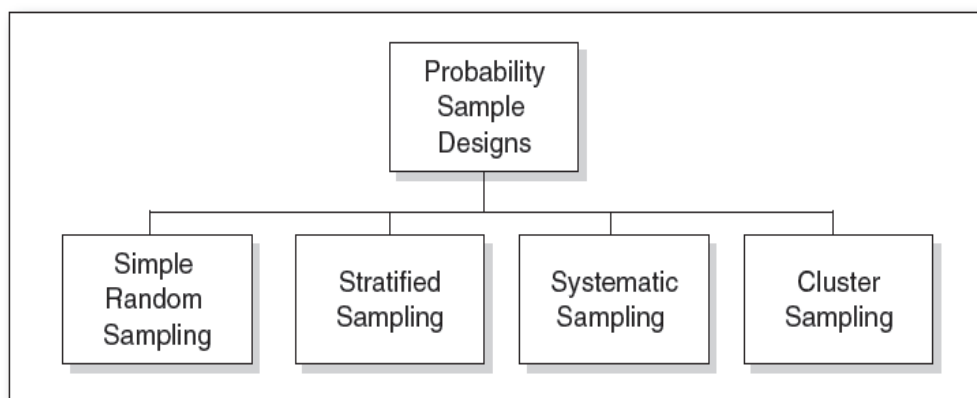 Probability
Sample
Designs
Simple
Random
Sampling
Stratified
Sampling
Systematic
Sampling
Cluster
Sampling